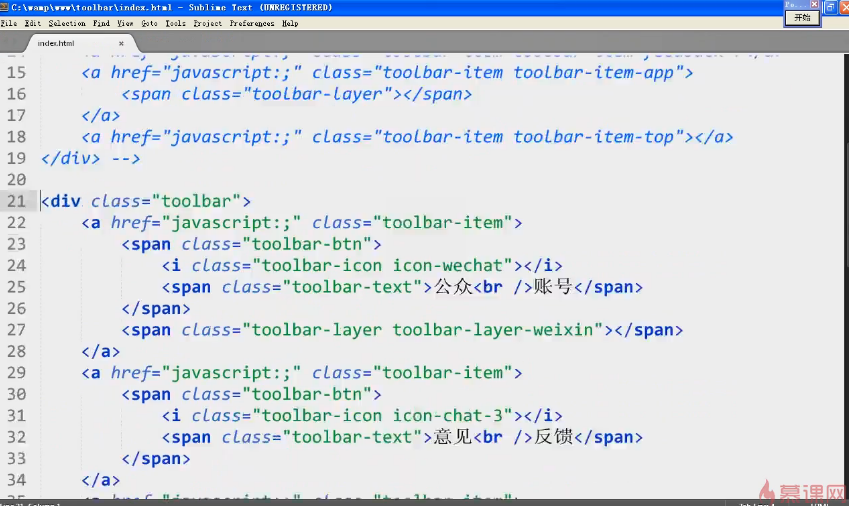 C:\wamp\www\toolbar\index.html - Sublime Text (UNREGISTERED)
File Edit Selection Find View Goto Tools Project Preferences Help
开始
index.html ×
15 <a href="javascript:;" class="toolbar-item toolbar-item-app">
16 <span class="toolbar-layer"></span>
17 </a>
18 <a href="javascript:;" class="toolbar-item toolbar-item-top"></a>
19 </div> -->
20
21 <div class="toolbar">
22 <a href="javascript:;" class="toolbar-item">
23 <span class="toolbar-btn">
24 <i class="toolbar-icon icon-wechat"></i>
25 <span class="toolbar-text">公众<br />账号</span>
26 </span>
27 <span class="toolbar-layer toolbar-layer-weixin"></span>
28 </a>
29 <a href="javascript:;" class="toolbar-item">
30 <span class="toolbar-btn">
31 <i class="toolbar-icon icon-chat-3"></i>
32 <span class="toolbar-text">意见<br />反馈</span>
33 </span>
34 </a>
慕课网